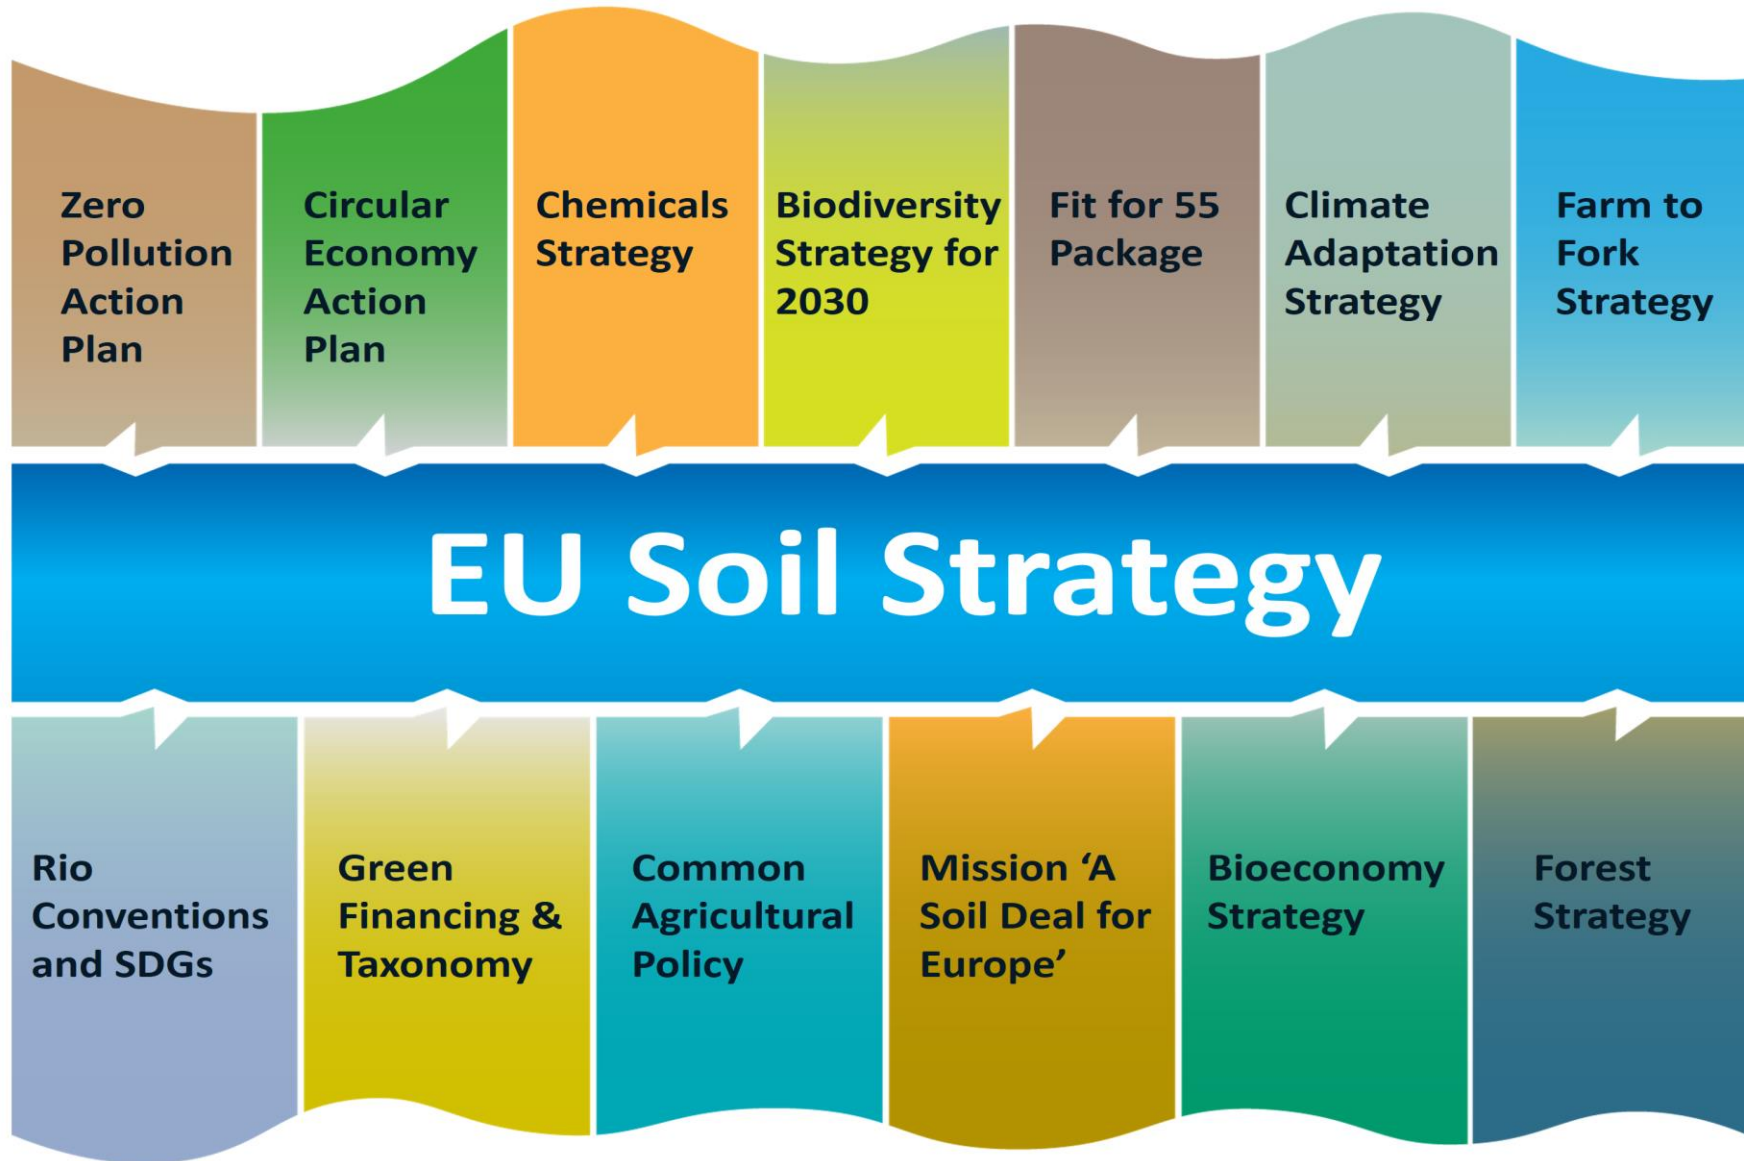 Zero
Pollution
Action
Plan
Circular
Economy
Action
Plan
Chemicals
Strategy
Biodiversity
Strategy for
2030
Fit for 55
Package
Climate
Adaptation
Strategy
Farm to
Fork
Strategy
EU Soil Strategy
Rio
Conventions
and SDGs
Green
Financing &
Taxonomy
Common
Agricultural
Policy
Mission ‘A
Soil Deal for
Europe’
Bioeconomy
Strategy
Forest
Strategy